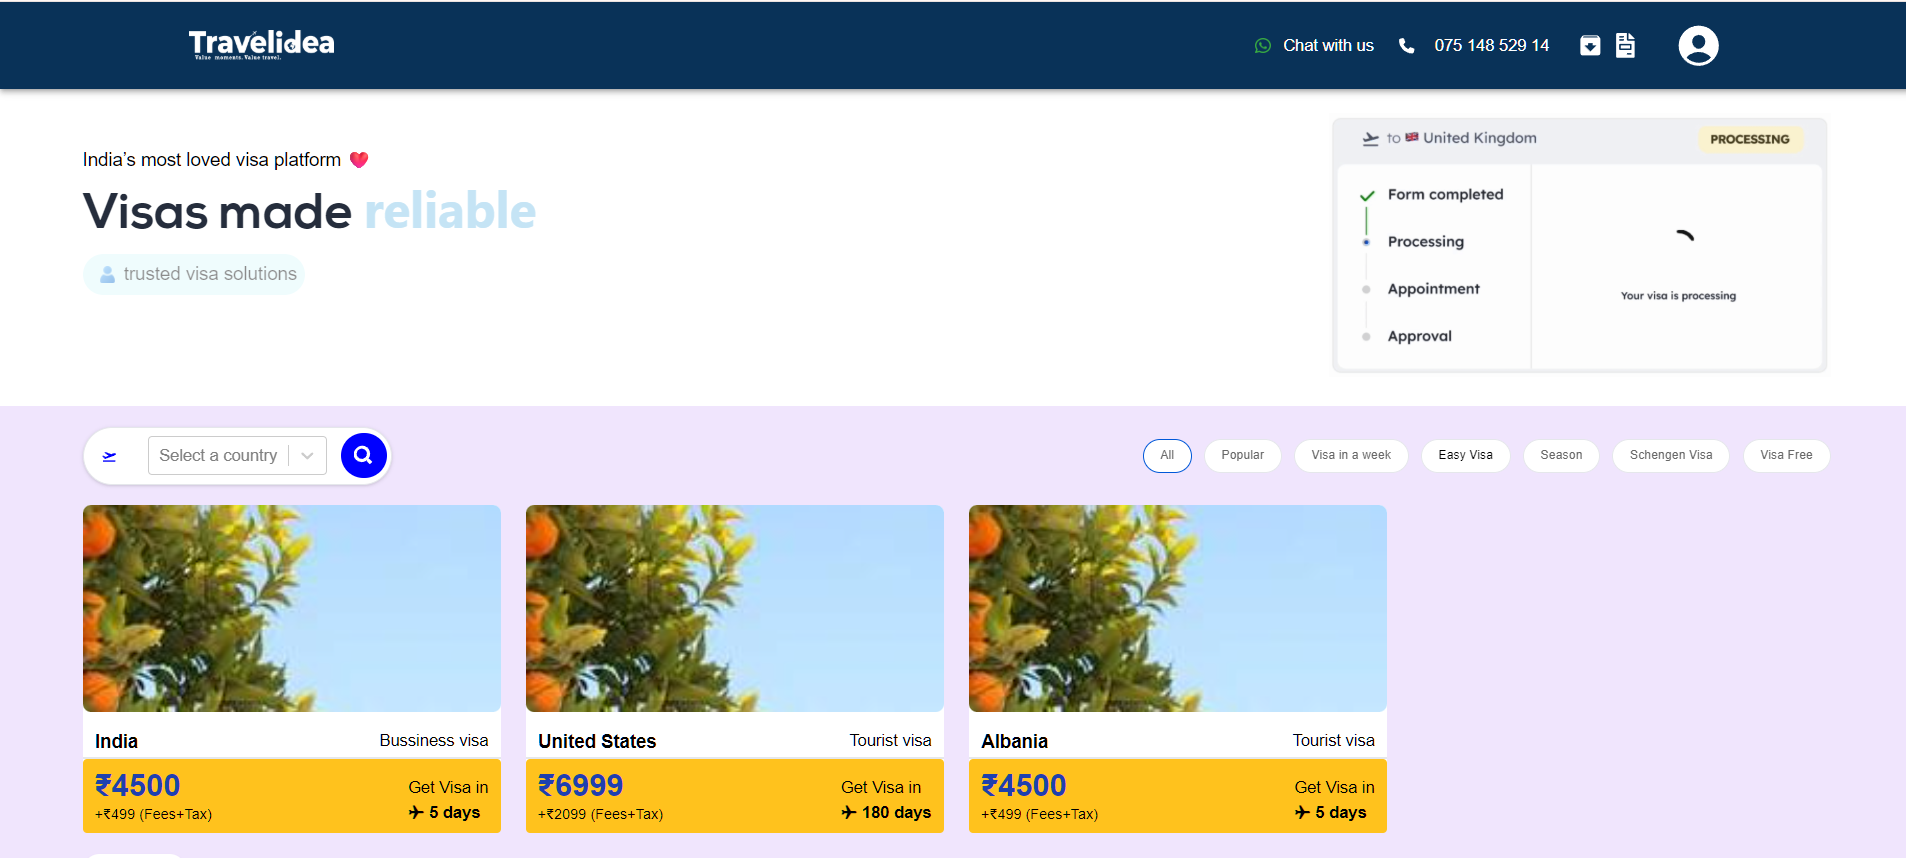 Travelidea
Value moments. Value travel.
Chat with us
075 148 529 14
India's most loved visa platform
Visas made reliable
trusted visa solutions
to United Kingdom
PROCESSING
Form completed
Processing
Appointment
Approval
Your visa is processing
Select a country
All
Popular
Visa in a week
Easy Visa
Season
Schengen Visa
Visa Free
India
Bussiness visa
₹4500
+₹499 (Fees+Tax)
Get Visa in
5 days
United States
Tourist visa
₹6999
+₹2099 (Fees+Tax)
Get Visa in
180 days
Albania
Tourist visa
₹4500
+₹499 (Fees+Tax)
Get Visa in
5 days